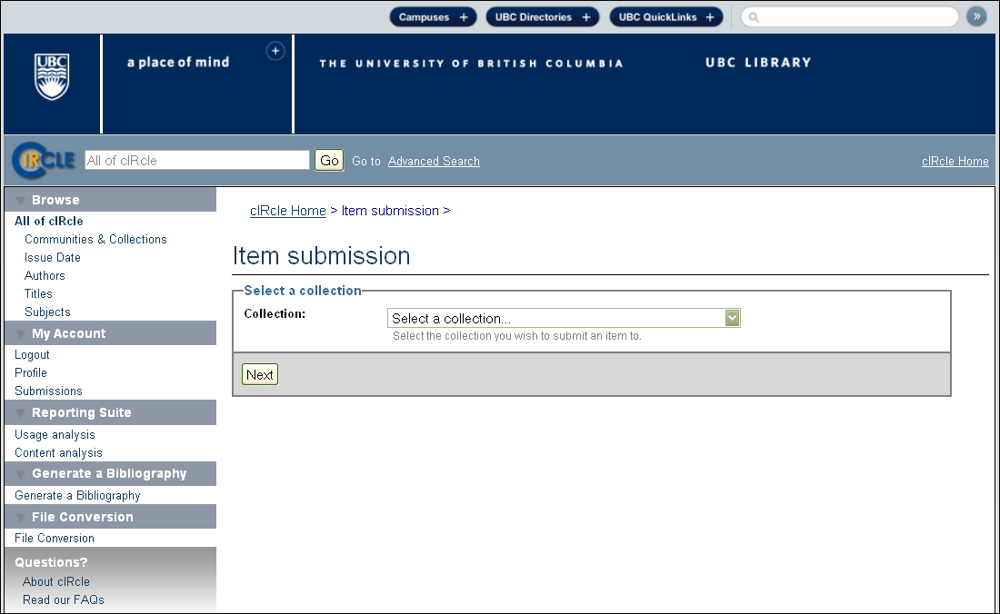 Campuses + UBC Directories + UBC QuickLinks + »
UBC a place of mind + THE UNIVERSITY OF BRITISH COLUMBIA UBC LIBRARY
cIRcLE All of cIRcle Go Go to Advanced Search cIRcle Home
Browse
All of cIRcle
Communities & Collections
Issue Date
Authors
Titles
Subjects
My Account
Logout
Profile
Submissions
Reporting Suite
Usage analysis
Content analysis
Generate a Bibliography
Generate a Bibliography
File Conversion
File Conversion
Questions?
About cIRcle
Read our FAQs
cIRcle Home > Item submission >
Item submission
Select a collection
Collection: Select a collection...
Select the collection you wish to submit an item to.
Next